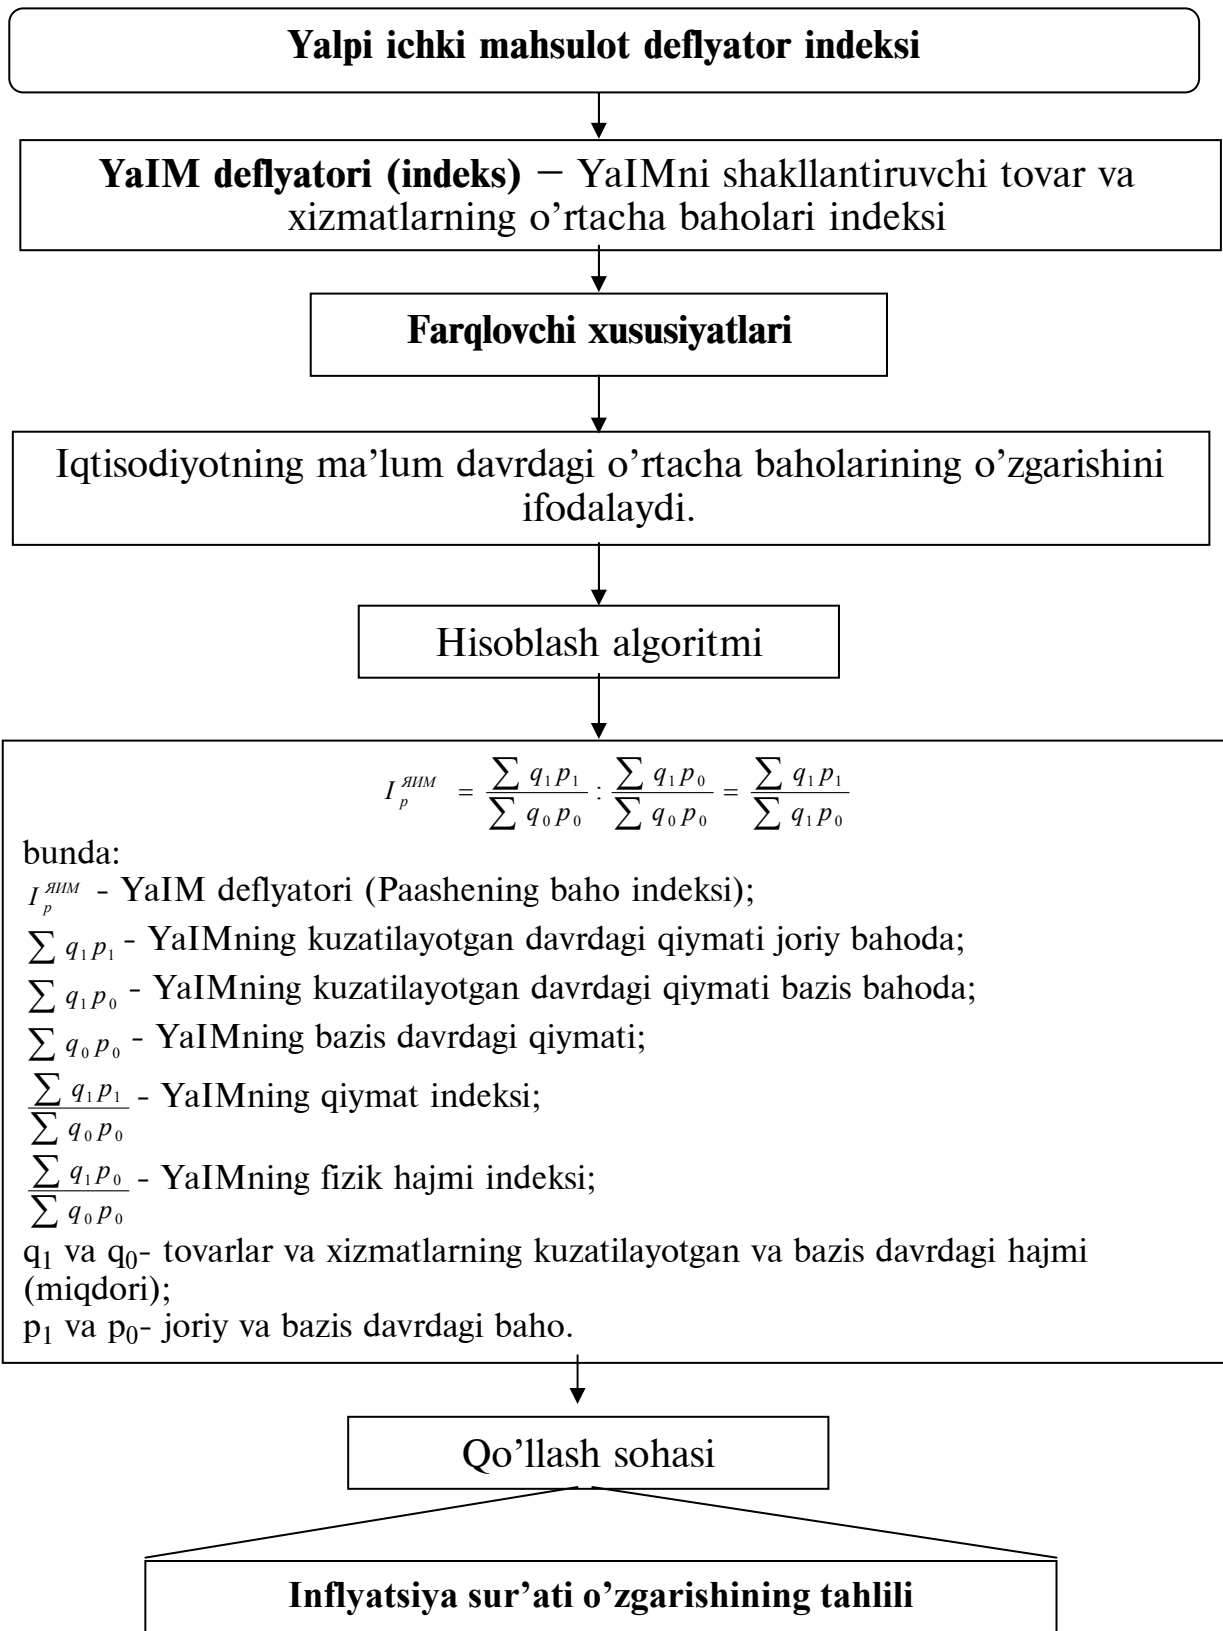 Yalpi ichki mahsulot deflyator indeksi
YaIM deflyatori (indeks) – YaIMni shakllantiruvchi tovar va
xizmatlarning o’rtacha baholari indeksi
Farqlovchi xususiyatlari
Iqtisodiyotning ma’lum davrdagi o’rtacha baholarining o’zgarishini
ifodalaydi.
Hisoblash algoritmi
I_p^ЯИМ = ∑ q₁p₁ / ∑ q₀p₀ : ∑ q₁p₀ / ∑ q₀p₀ = ∑ q₁p₁ / ∑ q₁p₀
bunda:
I_p^ЯИМ - YaIM deflyatori (Paashening baho indeksi);
∑ q₁p₁ - YaIMning kuzatilayotgan davrdagi qiymati joriy bahoda;
∑ q₁p₀ - YaIMning kuzatilayotgan davrdagi qiymati bazis bahoda;
∑ q₀p₀ - YaIMning bazis davrdagi qiymati;
∑ q₁p₁ / ∑ q₀p₀ - YaIMning qiymat indeksi;
∑ q₁p₀ / ∑ q₀p₀ - YaIMning fizik hajmi indeksi;
q₁ va q₀- tovarlar va xizmatlarning kuzatilayotgan va bazis davrdagi hajmi
(miqdori);
p₁ va p₀- joriy va bazis davrdagi baho.
Qo’llash sohasi
Inflyatsiya sur’ati o’zgarishining tahlili